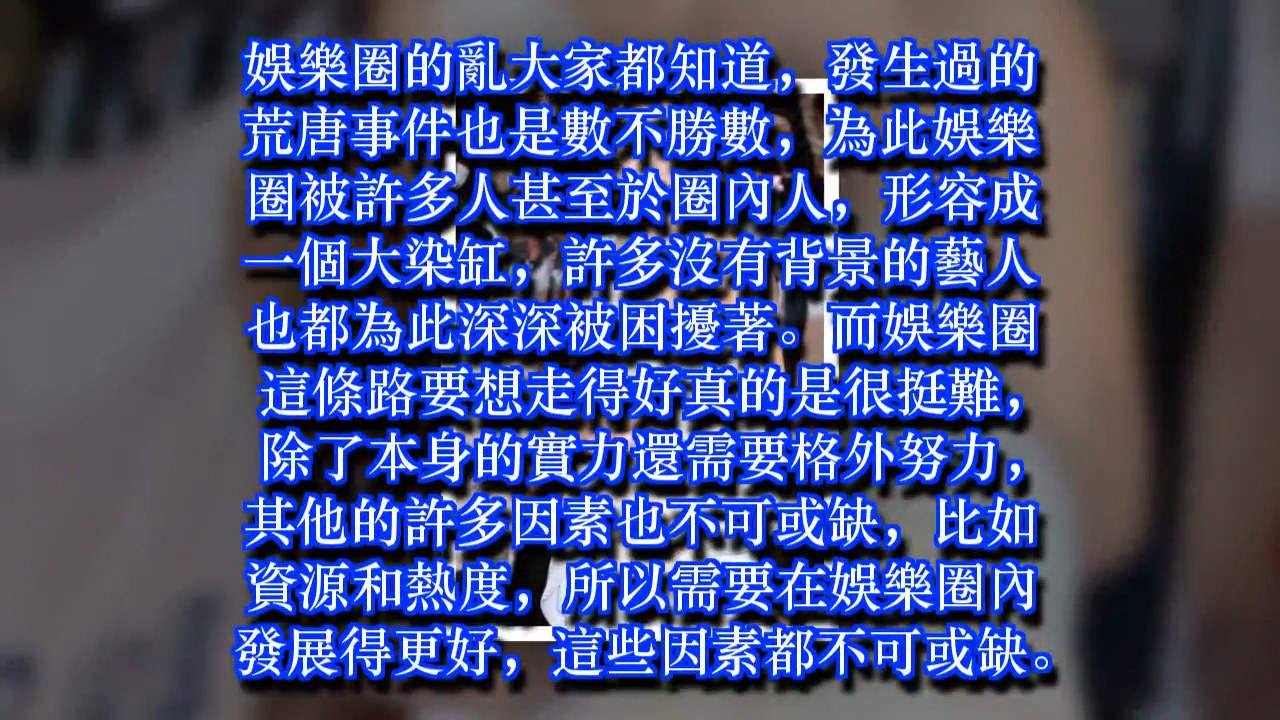 娛樂圈的亂大家都知道，發生過的
荒唐事件也是數不勝數，為此娛樂
圈被許多人甚至於圈內人，形容成
一個大染缸，許多沒有背景的藝人
也都為此深深被困擾著。而娛樂圈
這條路要想走得好真的是很挺難，
除了本身的實力還需要格外努力，
其他的許多因素也不可或缺，比如
資源和熱度，所以需要在娛樂圈內
發展得更好，這些因素都不可或缺。